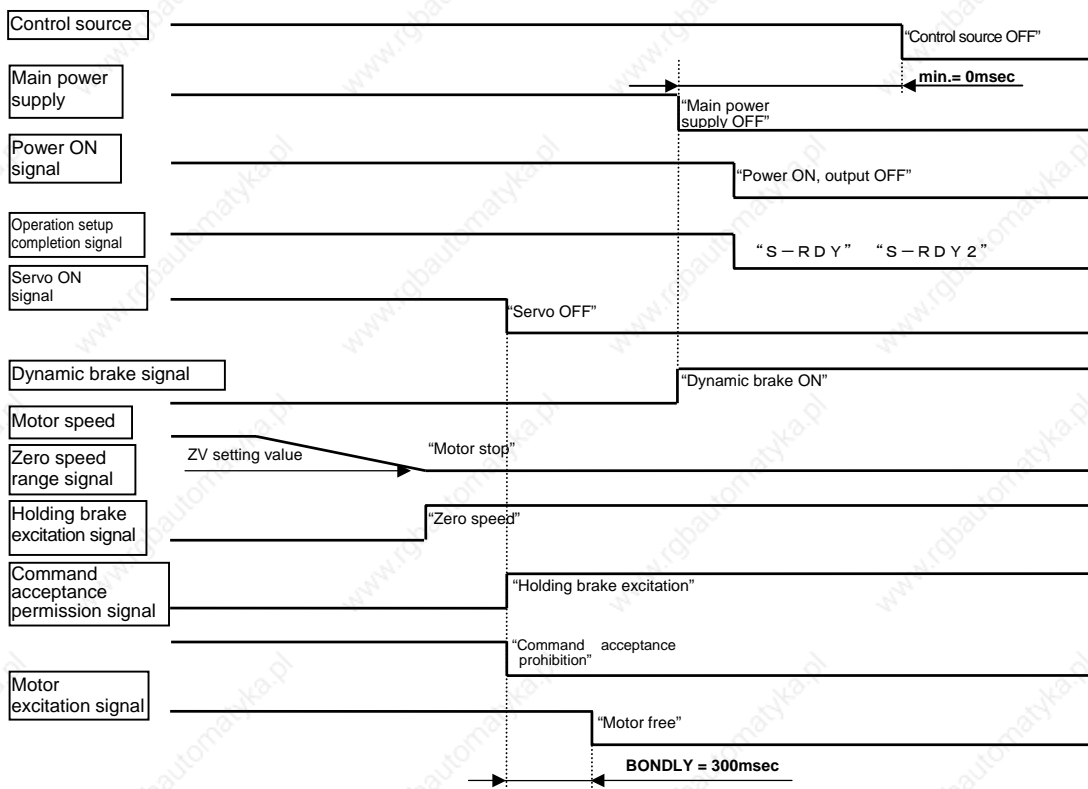 Control source
"Control source OFF"
Main power
supply
min.= 0msec
"Main power
supply OFF"
Power ON
signal
"Power ON, output OFF"
Operation setup
completion signal
"S－RDY" "S－RDY2"
Servo ON
signal
"Servo OFF"
Dynamic brake signal
"Dynamic brake ON"
Motor speed
Zero speed
range signal
ZV setting value
"Motor stop"
Holding brake
excitation signal
"Zero speed"
Command
acceptance
permission signal
"Holding brake excitation"
"Command acceptance
prohibition"
Motor
excitation signal
"Motor free"
BONDLY = 300msec
www.rgbautomatyka.pl